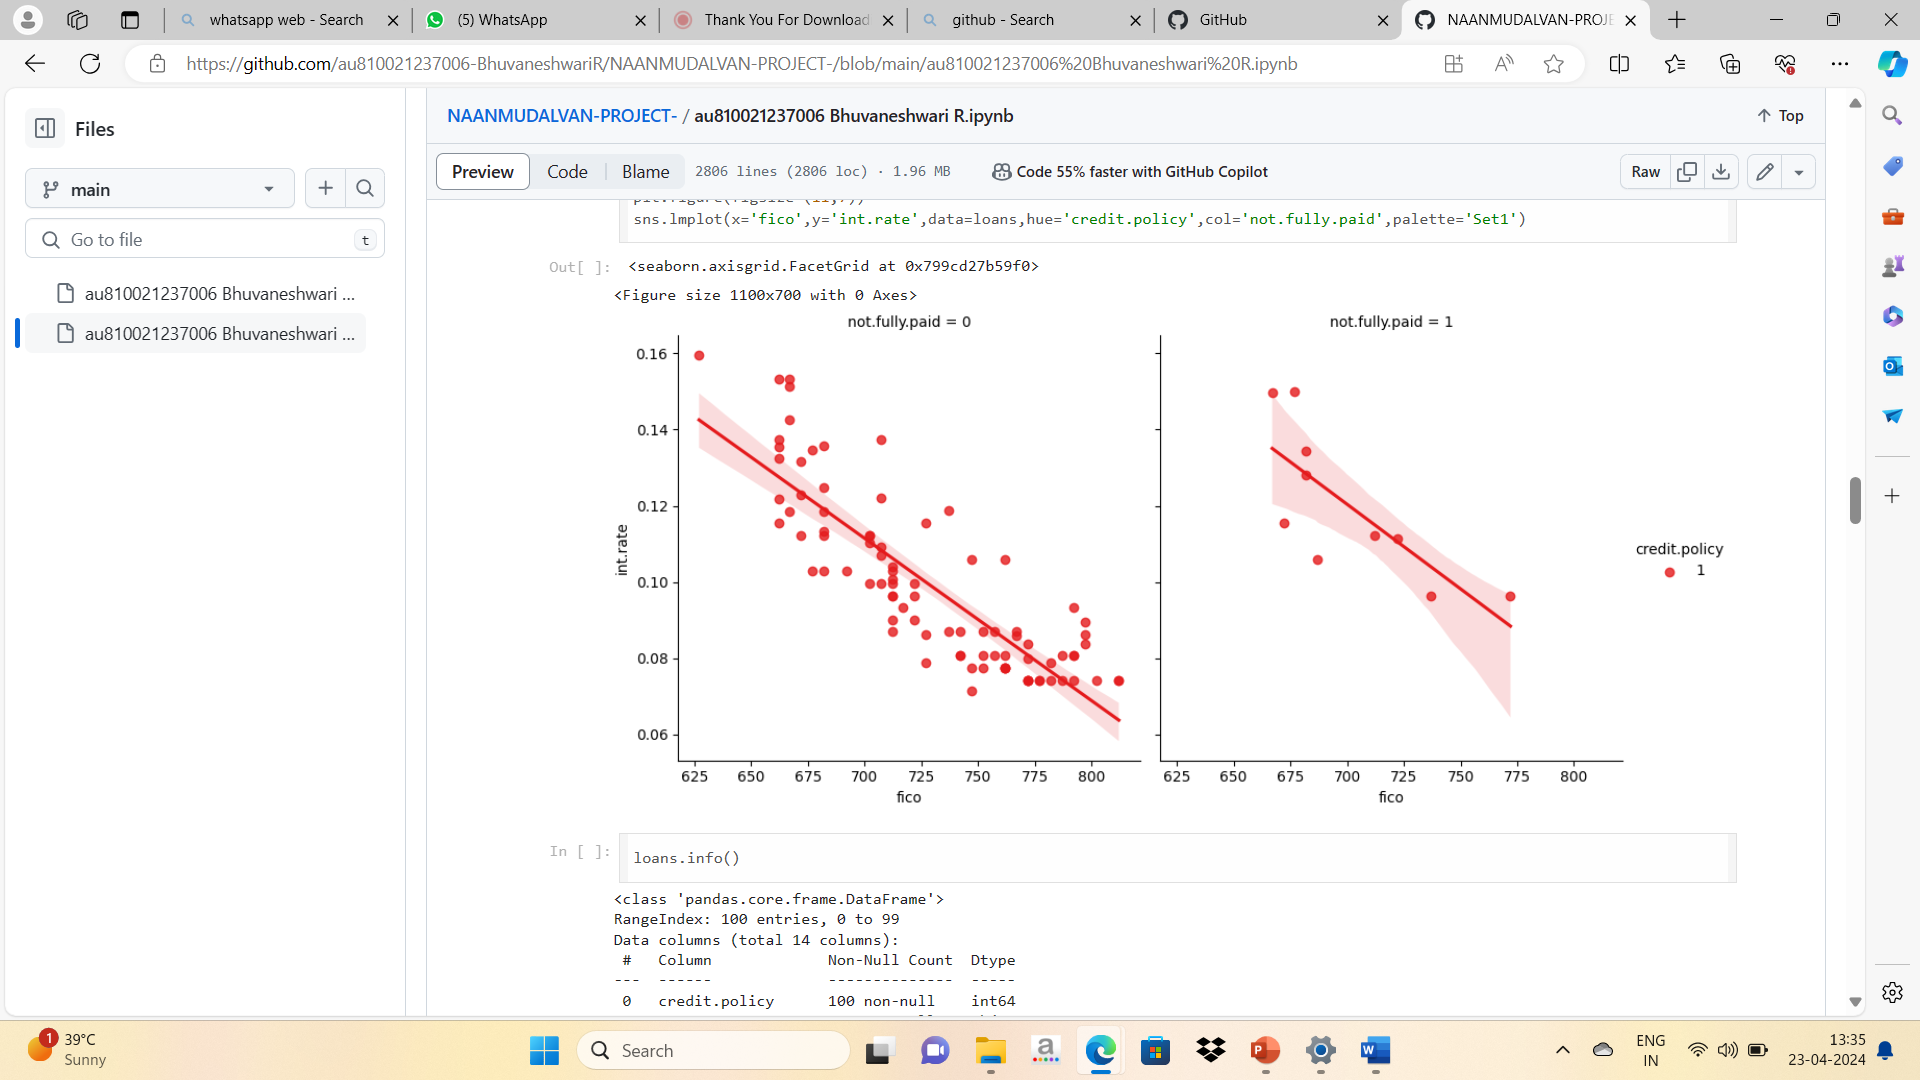 whatsapp web - Search
(5) WhatsApp
Thank You For Download
github - Search
GitHub
NAANMUDALVAN-PROJE
https://github.com/au810021237006-BhuvaneshwariR/NAANMUDALVAN-PROJECT-/blob/main/au810021237006%20Bhuvaneshwari%20R.ipynb
Files
main
Go to file
t
au810021237006 Bhuvaneshwari ...
au810021237006 Bhuvaneshwari ...
NAANMUDALVAN-PROJECT- / au810021237006 Bhuvaneshwari R.ipynb
Top
Preview
Code
Blame
2806 lines (2806 loc) · 1.96 MB
Code 55% faster with GitHub Copilot
Raw
sns.lmplot(x='fico',y='int.rate',data=loans,hue='credit.policy',col='not.fully.paid',palette='Set1')
Out[ ]:
<seaborn.axisgrid.FacetGrid at 0x799cd27b59f0>
<Figure size 1100x700 with 0 Axes>
not.fully.paid = 0
not.fully.paid = 1
0.16
0.14
0.12
0.10
0.08
0.06
int.rate
625 650 675 700 725 750 775 800
fico
625 650 675 700 725 750 775 800
fico
credit.policy
1
In [ ]:
loans.info()
<class 'pandas.core.frame.DataFrame'>
RangeIndex: 100 entries, 0 to 99
Data columns (total 14 columns):
# Column Non-Null Count Dtype
--- ------ -------------- -----
0 credit.policy 100 non-null int64
1
39°C
Sunny
Search
ENG
IN
13:35
23-04-2024